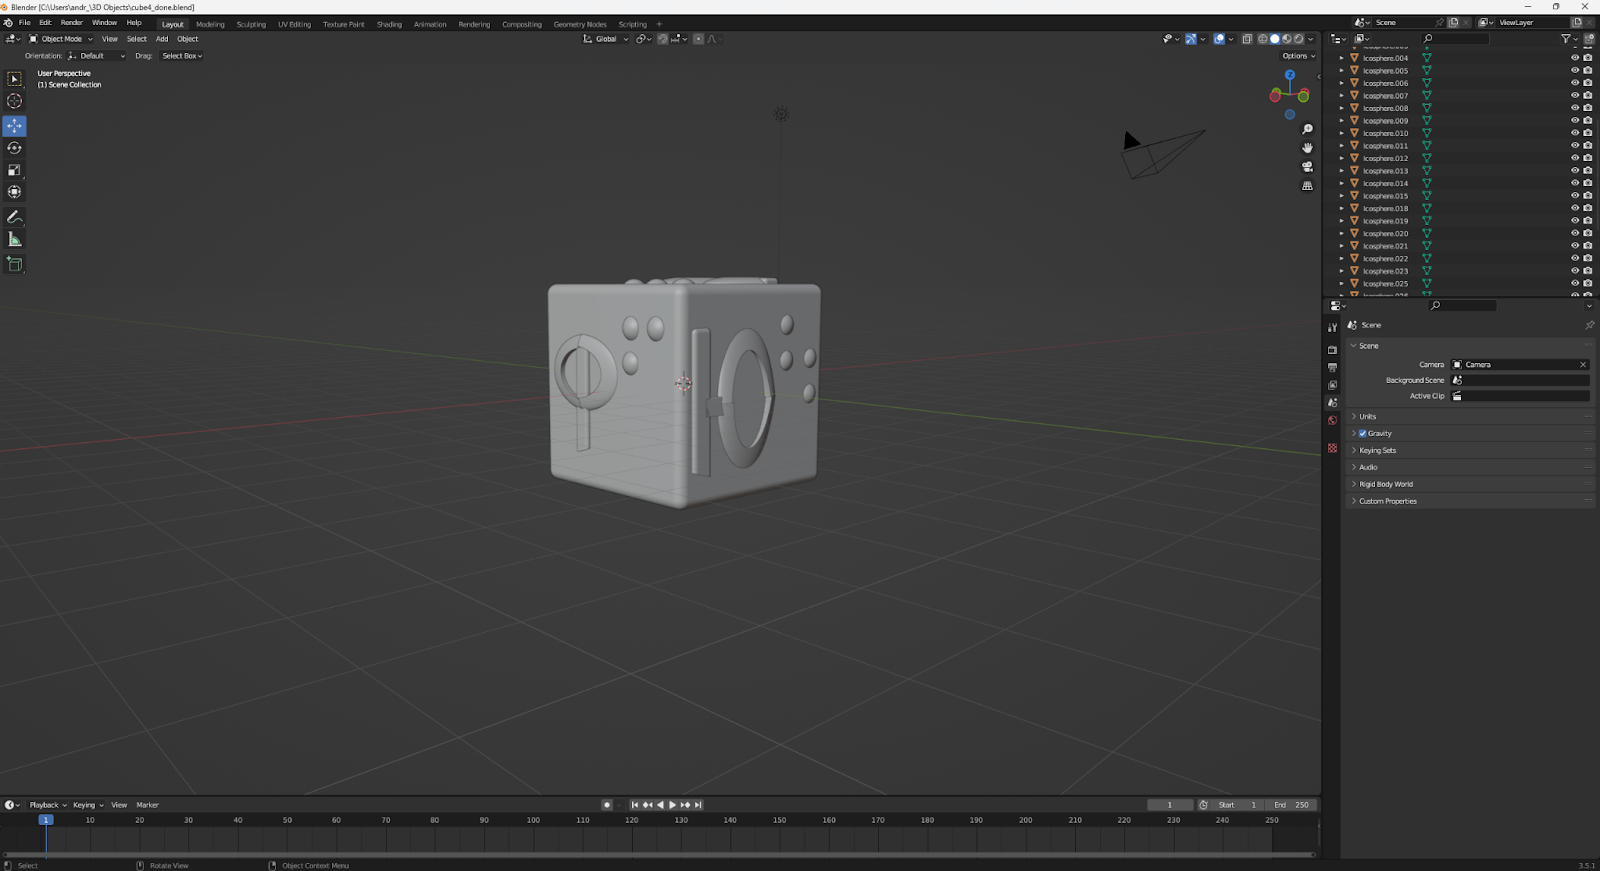 Blender [C:\Users\andr_\3D Objects\cube4_done.blend]
File Edit Render Window Help Layout Modeling Sculpting UV Editing Texture Paint Shading Animation Rendering Compositing Geometry Nodes Scripting + Scene ViewLayer
Object Mode View Select Add Object Global
Orientation: Default Drag: Select Box Options
User Perspective
(1) Scene Collection
Z
Icosphere.004
Icosphere.005
Icosphere.006
Icosphere.007
Icosphere.008
Icosphere.009
Icosphere.010
Icosphere.011
Icosphere.012
Icosphere.013
Icosphere.014
Icosphere.015
Icosphere.018
Icosphere.019
Icosphere.020
Icosphere.021
Icosphere.022
Icosphere.023
Icosphere.025
Scene
Scene
Camera Camera
Background Scene
Active Clip
Units
Gravity
Keying Sets
Audio
Rigid Body World
Custom Properties
Playback Keying View Marker 1 Start 1 End 250
1 10 20 30 40 50 60 70 80 90 100 110 120 130 140 150 160 170 180 190 200 210 220 230 240 250
Select Rotate View Object Context Menu 3.5.1